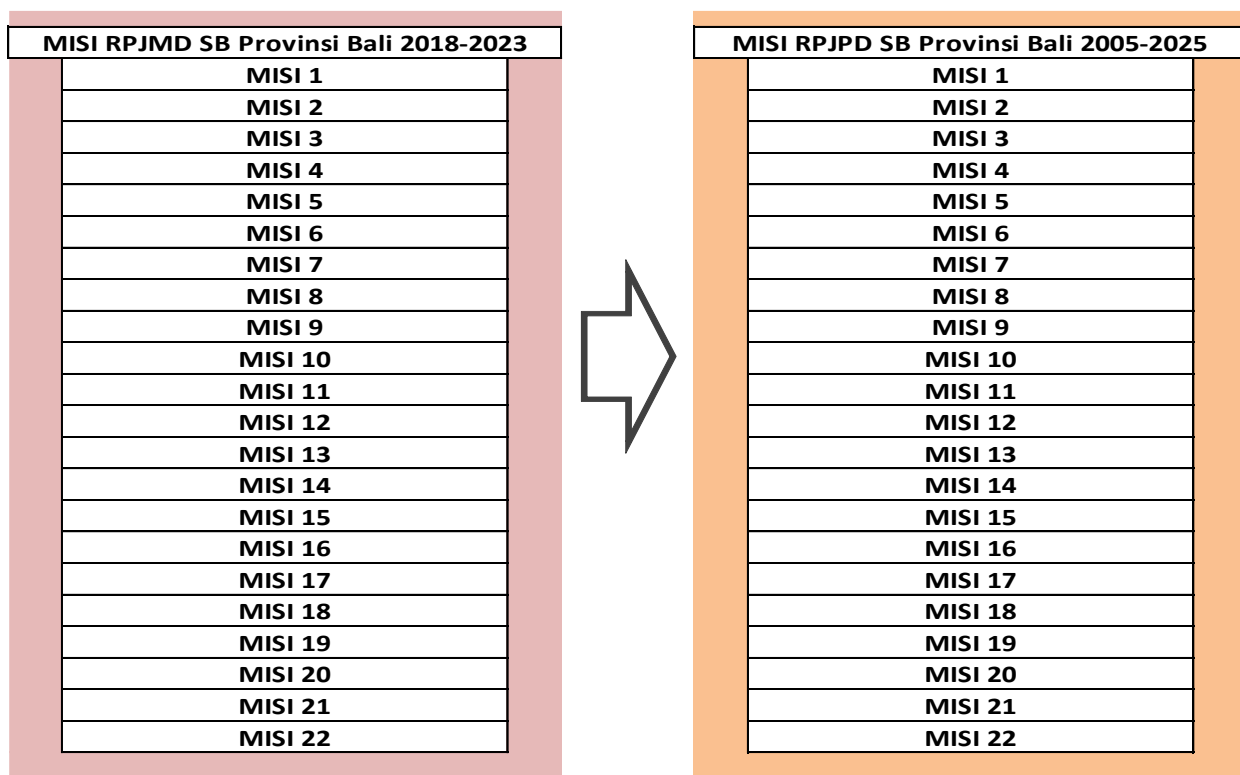 MISI RPJMD SB Provinsi Bali 2018-2023
MISI 1
MISI 2
MISI 3
MISI 4
MISI 5
MISI 6
MISI 7
MISI 8
MISI 9
MISI 10
MISI 11
MISI 12
MISI 13
MISI 14
MISI 15
MISI 16
MISI 17
MISI 18
MISI 19
MISI 20
MISI 21
MISI 22
MISI RPJPD SB Provinsi Bali 2005-2025
MISI 1
MISI 2
MISI 3
MISI 4
MISI 5
MISI 6
MISI 7
MISI 8
MISI 9
MISI 10
MISI 11
MISI 12
MISI 13
MISI 14
MISI 15
MISI 16
MISI 17
MISI 18
MISI 19
MISI 20
MISI 21
MISI 22